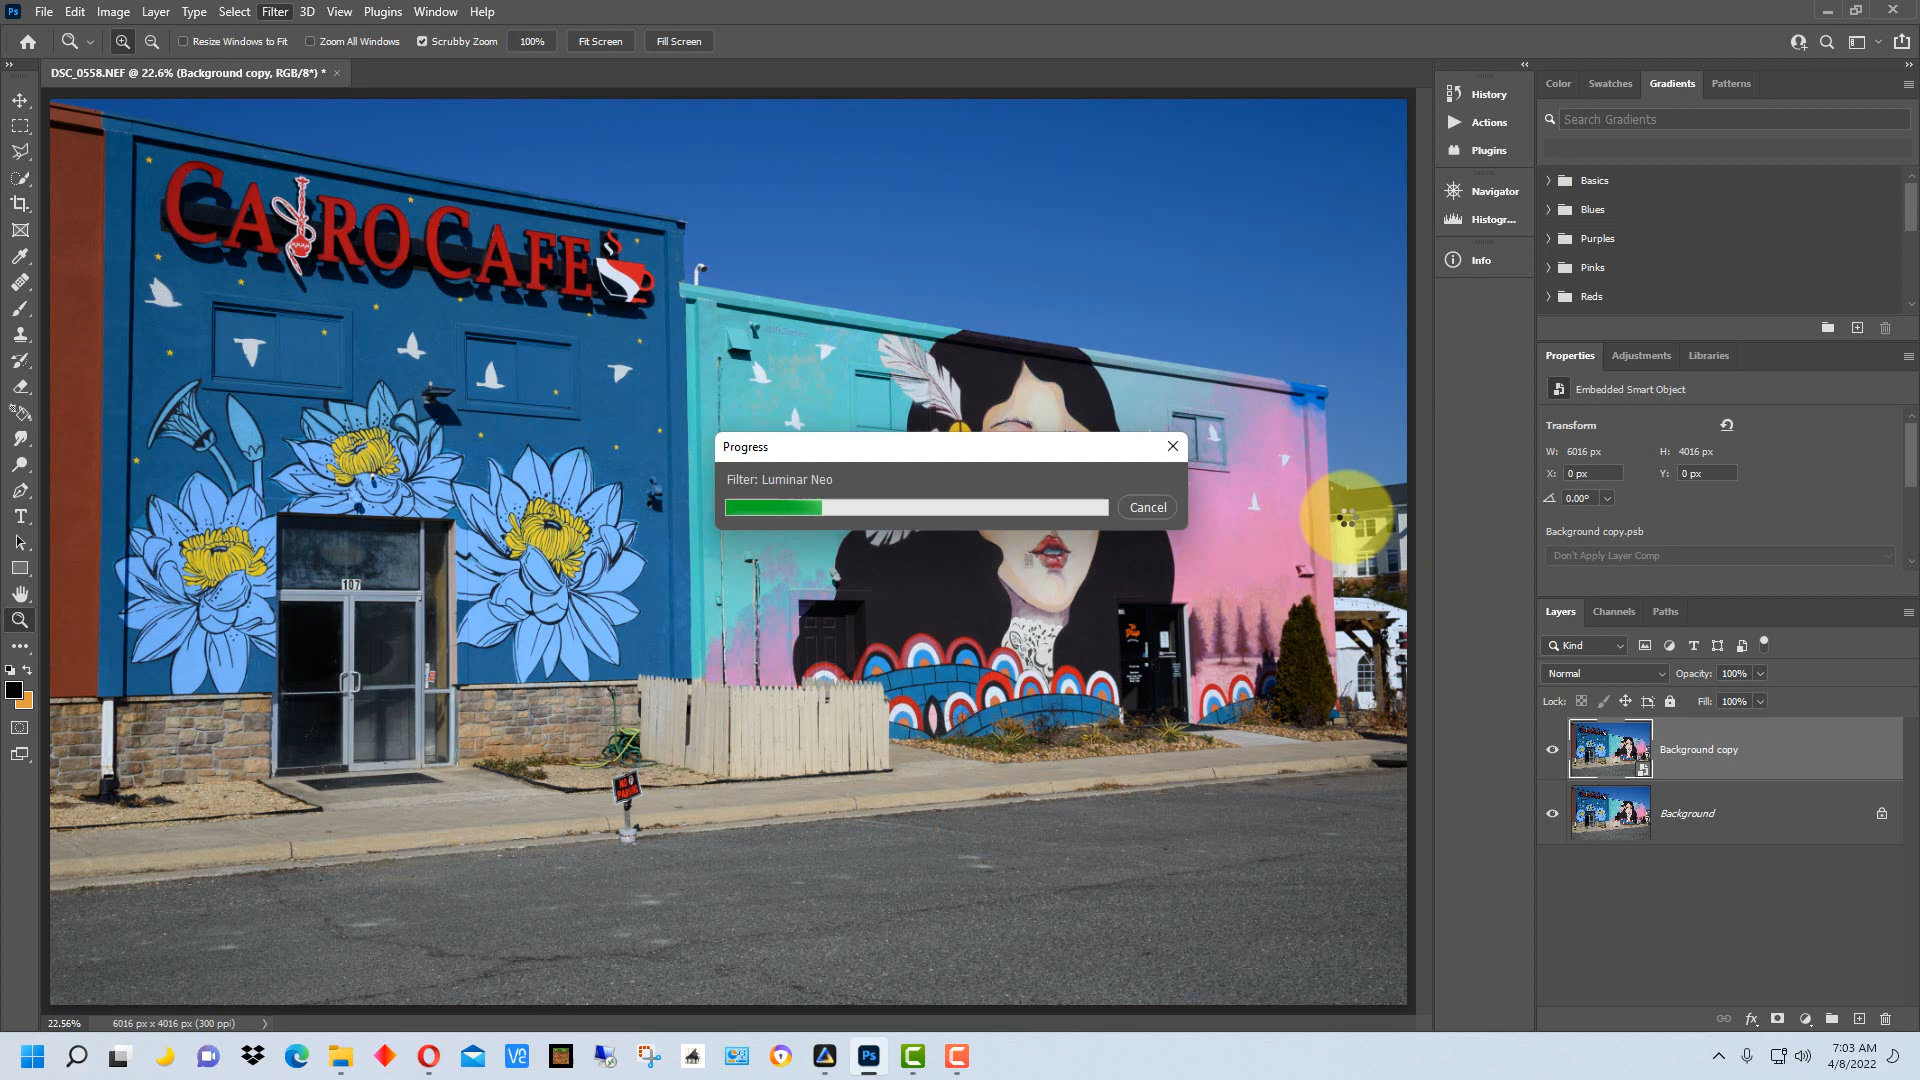 Ps File Edit Image Layer Type Select Filter 3D View Plugins Window Help
Resize Windows to Fit Zoom All Windows Scrubby Zoom 100% Fit Screen Fill Screen
DSC_0558.NEF @ 22.6% (Background copy, RGB/8*) *
CAIRO CAFE
107
NO
PARKING
Progress
Filter: Luminar Neo
Cancel
22.56% 6016 px x 4016 px (300 ppi)
History
Actions
Plugins
Navigator
Histogr...
Info
Color Swatches Gradients Patterns
Search Gradients
Basics
Blues
Purples
Pinks
Reds
Properties Adjustments Libraries
Embedded Smart Object
Transform
W: 6016 px H: 4016 px
X: 0 px Y: 0 px
0.00°
Background copy.psb
Don't Apply Layer Comp
Layers Channels Paths
Kind
Normal Opacity: 100%
Lock: Fill: 100%
Background copy
Background
fx
Ps
7:03 AM
4/8/2022